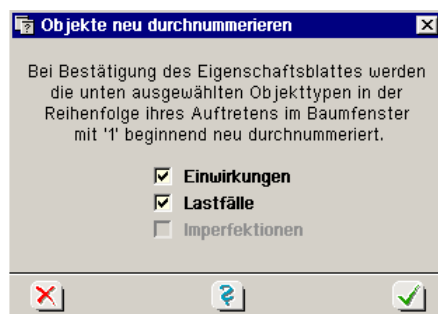 Objekte neu durchnummerieren
Bei Bestätigung des Eigenschaftsblattes werden
die unten ausgewählten Objekttypen in der
Reihenfolge ihres Auftretens im Baumfenster
mit '1' beginnend neu durchnummeriert.
Einwirkungen
Lastfälle
Imperfektionen